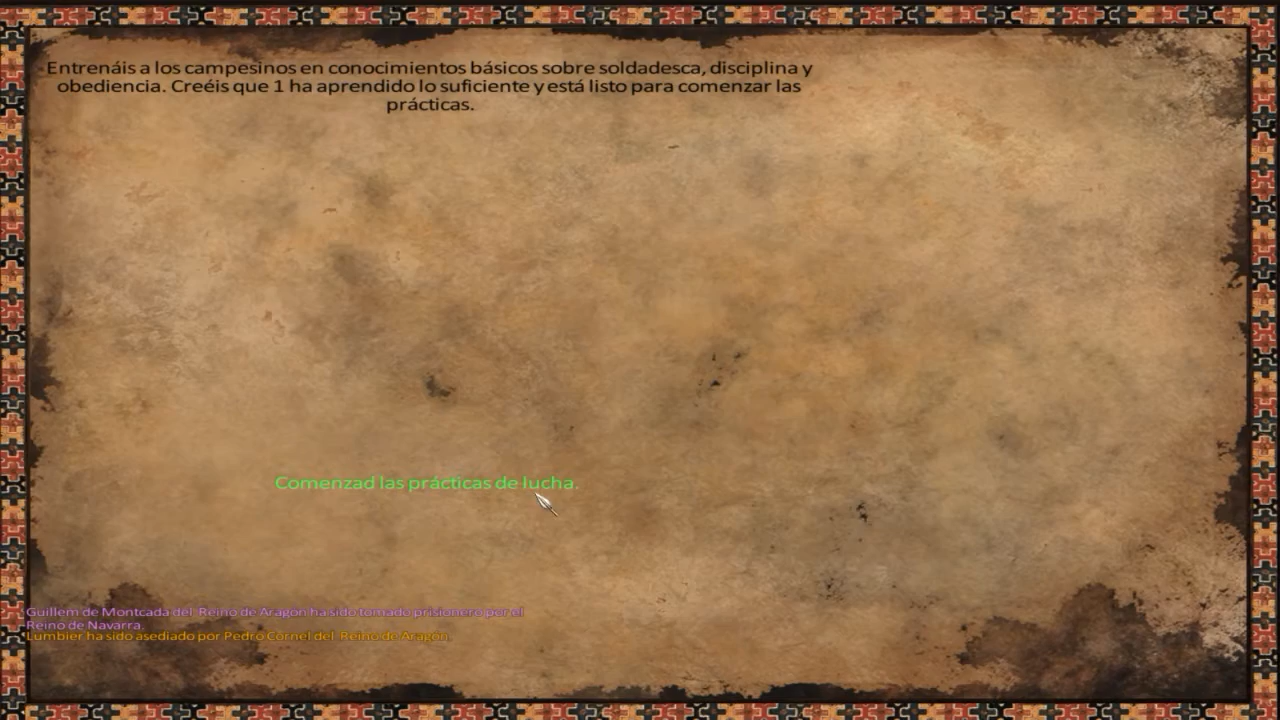 Entrenáis a los campesinos en conocimientos básicos sobre soldadesca, disciplina y
obediencia. Creéis que 1 ha aprendido lo suficiente y está listo para comenzar las
prácticas.
Comenzad las prácticas de lucha.
Guillem de Montcada del Reino de Aragón ha sido tomado prisionero por el
Reino de Navarra.
Lumbier ha sido asediado por Pedro Cornel del Reino de Aragón.